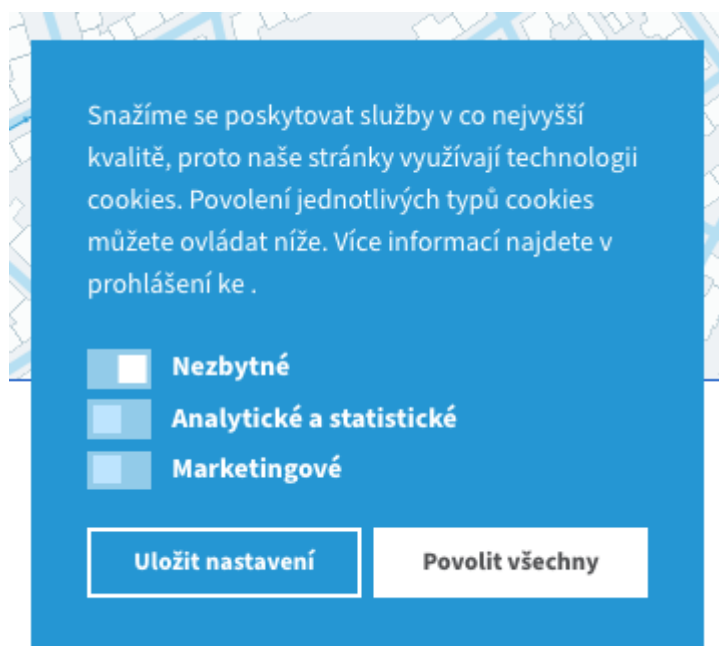 Snažíme se poskytovat služby v co nejvyšší
kvalitě, proto naše stránky využívají technologii
cookies. Povolení jednotlivých typů cookies
můžete ovládat níže. Více informací najdete v
prohlášení ke .
Nezbytné
Analytické a statistické
Marketingové
Uložit nastavení
Povolit všechny